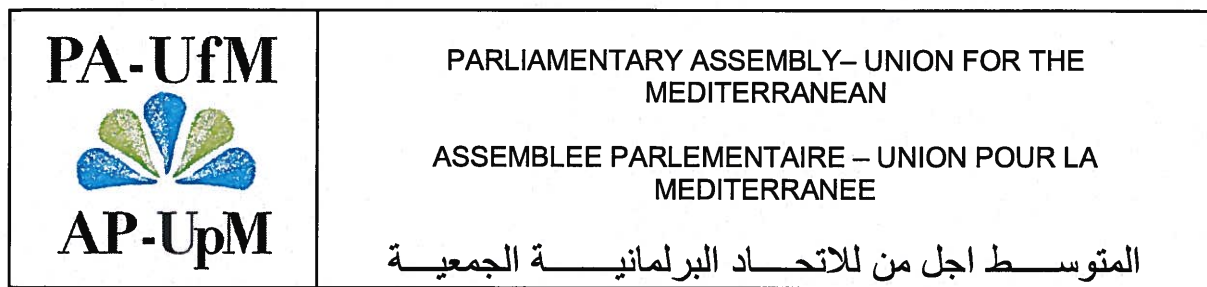 PA-UfM
AP-UpM
PARLIAMENTARY ASSEMBLY– UNION FOR THE
MEDITERRANEAN
ASSEMBLEE PARLEMENTAIRE – UNION POUR LA
MEDITERRANEE
المتوســـط اجل من للاتحـــاد البرلمانيـــــة الجمعيـــة